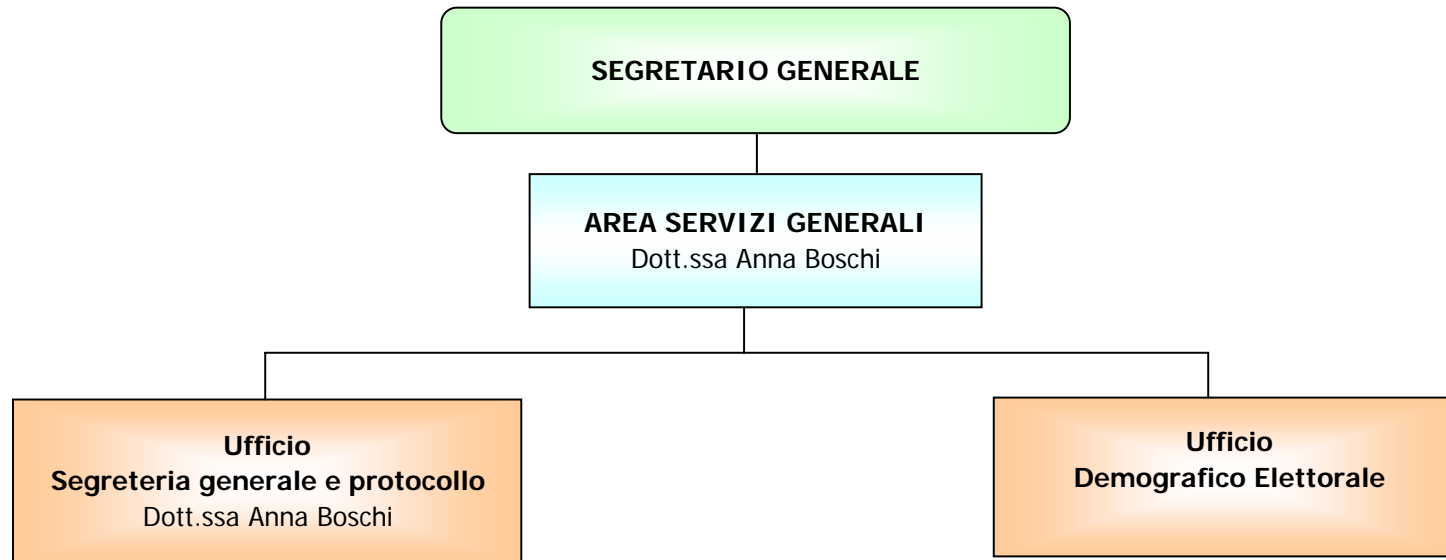 SEGRETARIO GENERALE
AREA SERVIZI GENERALI
Dott.ssa Anna Boschi
Ufficio
Segreteria generale e protocollo
Dott.ssa Anna Boschi
Ufficio
Demografico Elettorale